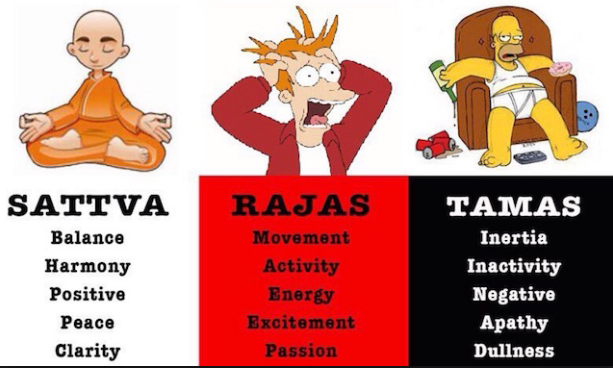 SATTVA
Balance
Harmony
Positive
Peace
Clarity
RAJAS
Movement
Activity
Energy
Excitement
Passion
TAMAS
Inertia
Inactivity
Negative
Apathy
Dullness